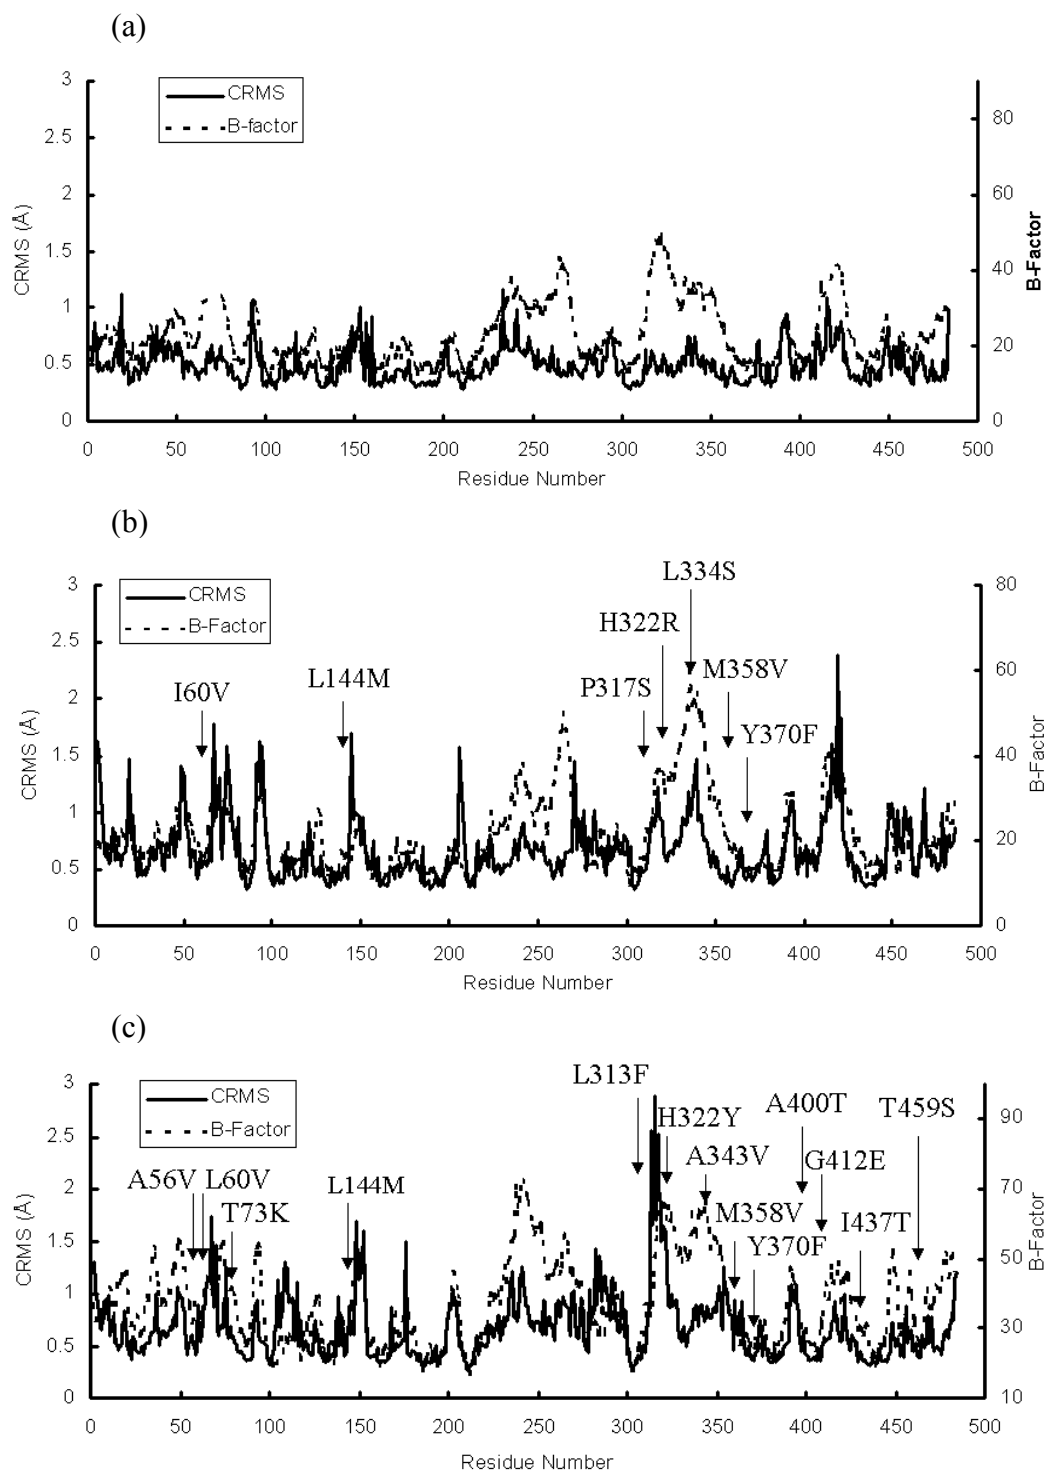 (a)
3
2.5
2
1.5
1
0.5
0
CRMS (Å)
CRMS
B-factor
80
60
40
20
0
B-Factor
0 50 100 150 200 250 300 350 400 450 500
Residue Number
(b)
3
2.5
2
1.5
1
0.5
0
CRMS (Å)
CRMS
B-Factor
L334S
H322R
M358V
P317S
L144M
I60V
Y370F
80
60
40
20
0
B-Factor
0 50 100 150 200 250 300 350 400 450 500
Residue Number
(c)
3
2.5
2
1.5
1
0.5
0
CRMS (Å)
CRMS
B-Factor
L313F
A400T
T459S
H322Y
A343V
G412E
A56V
L60V
L144M
T73K
M358V
I437T
Y370F
90
70
50
30
10
B-Factor
0 50 100 150 200 250 300 350 400 450 500
Residue Number